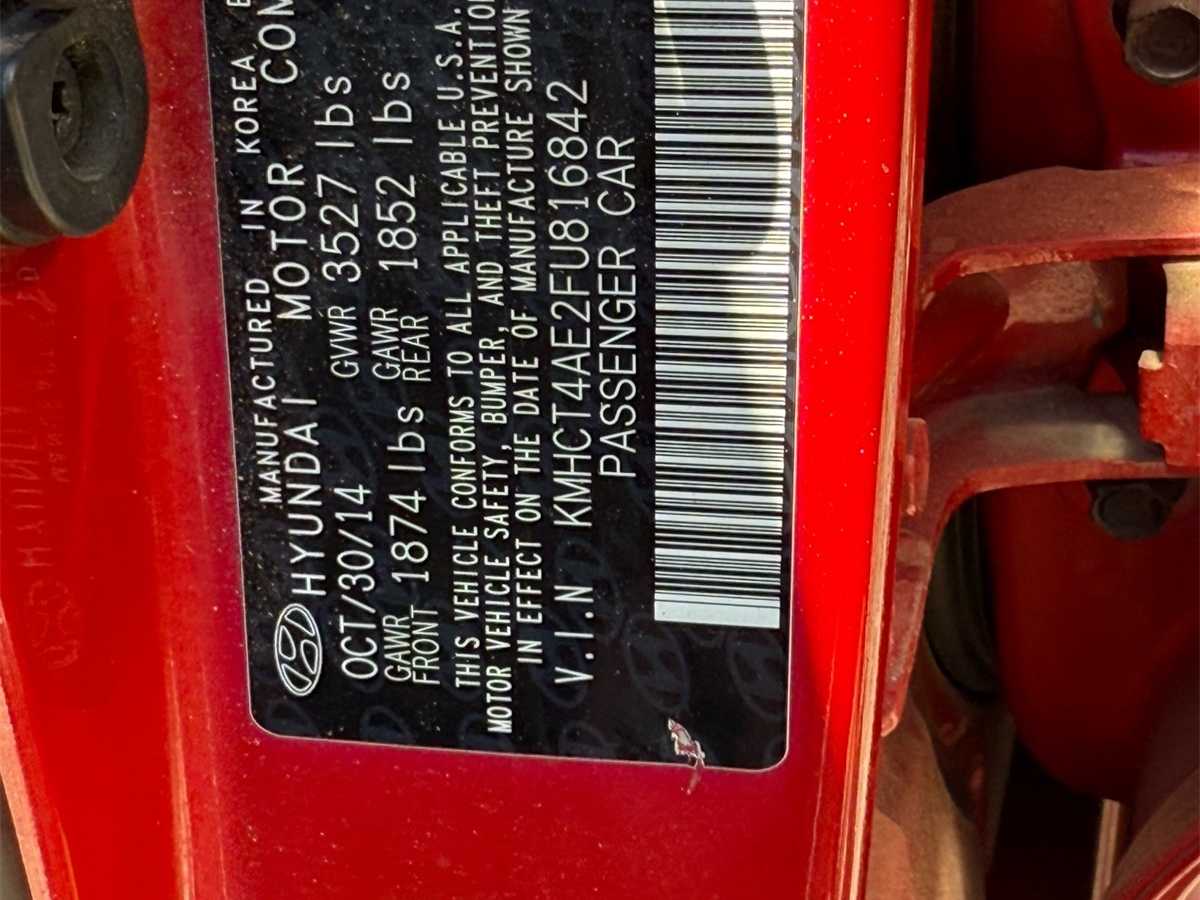 MANUFACTURED IN KOREA
HYUNDAI MOTOR
OCT/30/14 GVWR 3527 lbs
GAWR FRONT 1874 lbs GAWR REAR 1852 lbs
THIS VEHICLE CONFORMS TO ALL APPLICABLE U.S.A.
MOTOR VEHICLE SAFETY, BUMPER, AND THEFT PREVENTION
IN EFFECT ON THE DATE OF MANUFACTURE SHOWN
V.I.N KMHCT4AE2FU816842
PASSENGER CAR